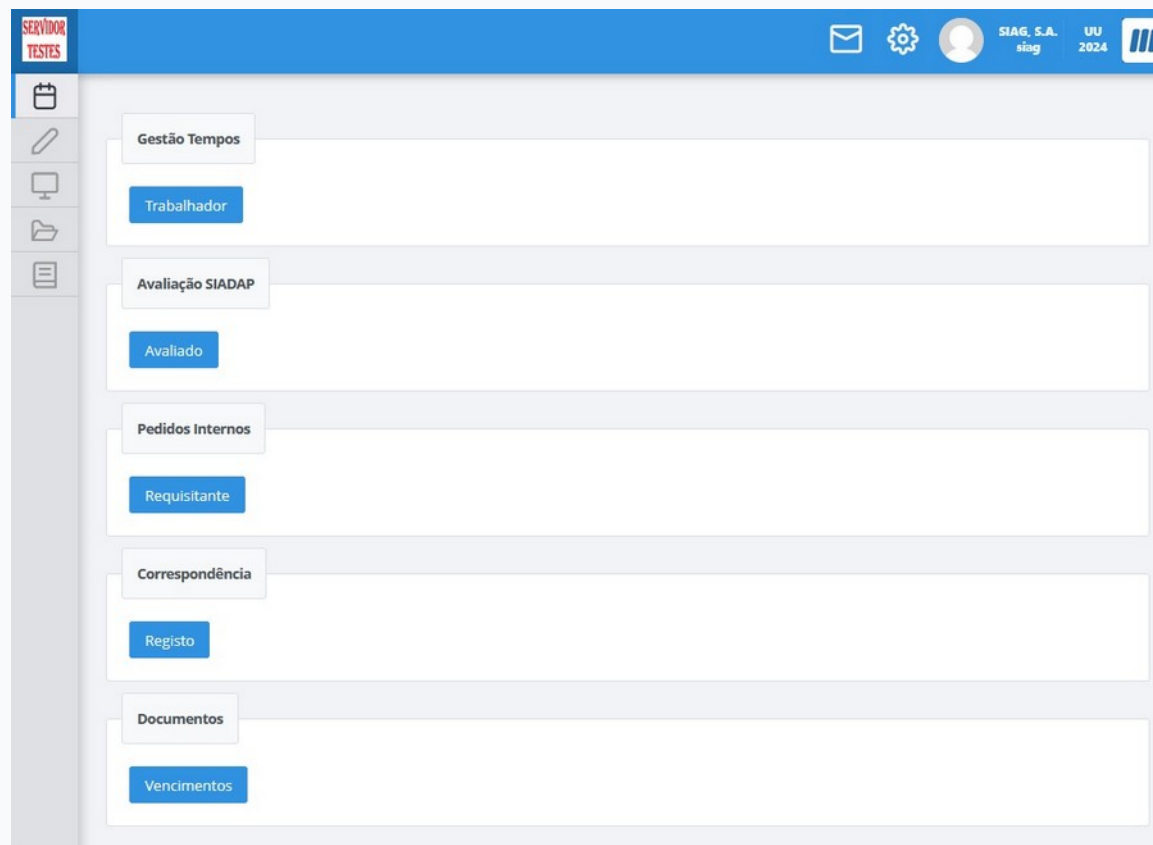 SERVIDOR
TESTES
SIAG, S.A.
siag
UU
2024
Gestão Tempos
Trabalhador
Avaliação SIADAP
Avaliado
Pedidos Internos
Requisitante
Correspondência
Registo
Documentos
Vencimentos